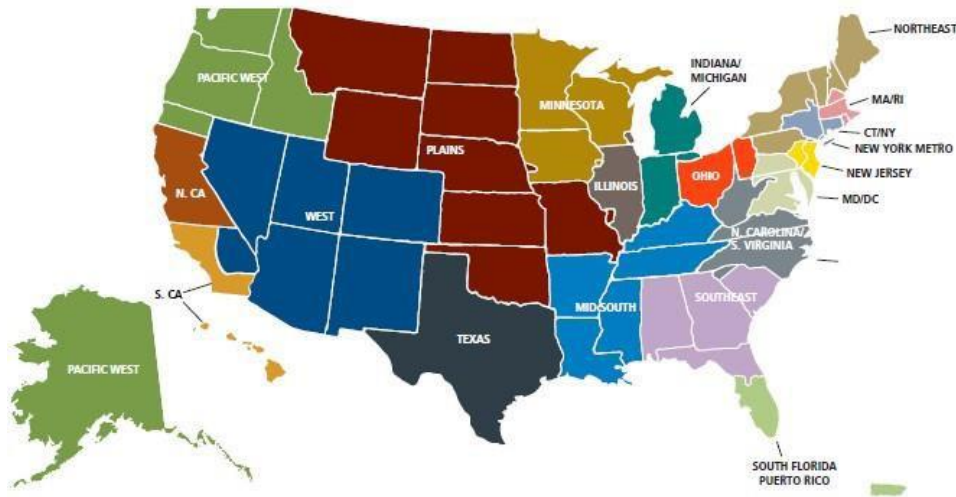 NORTHEAST
INDIANA/
MICHIGAN
PACIFIC WEST
MA/RI
MINNESOTA
CT/NY
NEW YORK METRO
PLAINS
OHIO
NEW JERSEY
ILLINOIS
N. CA
WEST
MD/DC
N. CAROLINA/
S. VIRGINIA
S. CA
SOUTHEAST
MID-SOUTH
TEXAS
PACIFIC WEST
SOUTH FLORIDA
PUERTO RICO